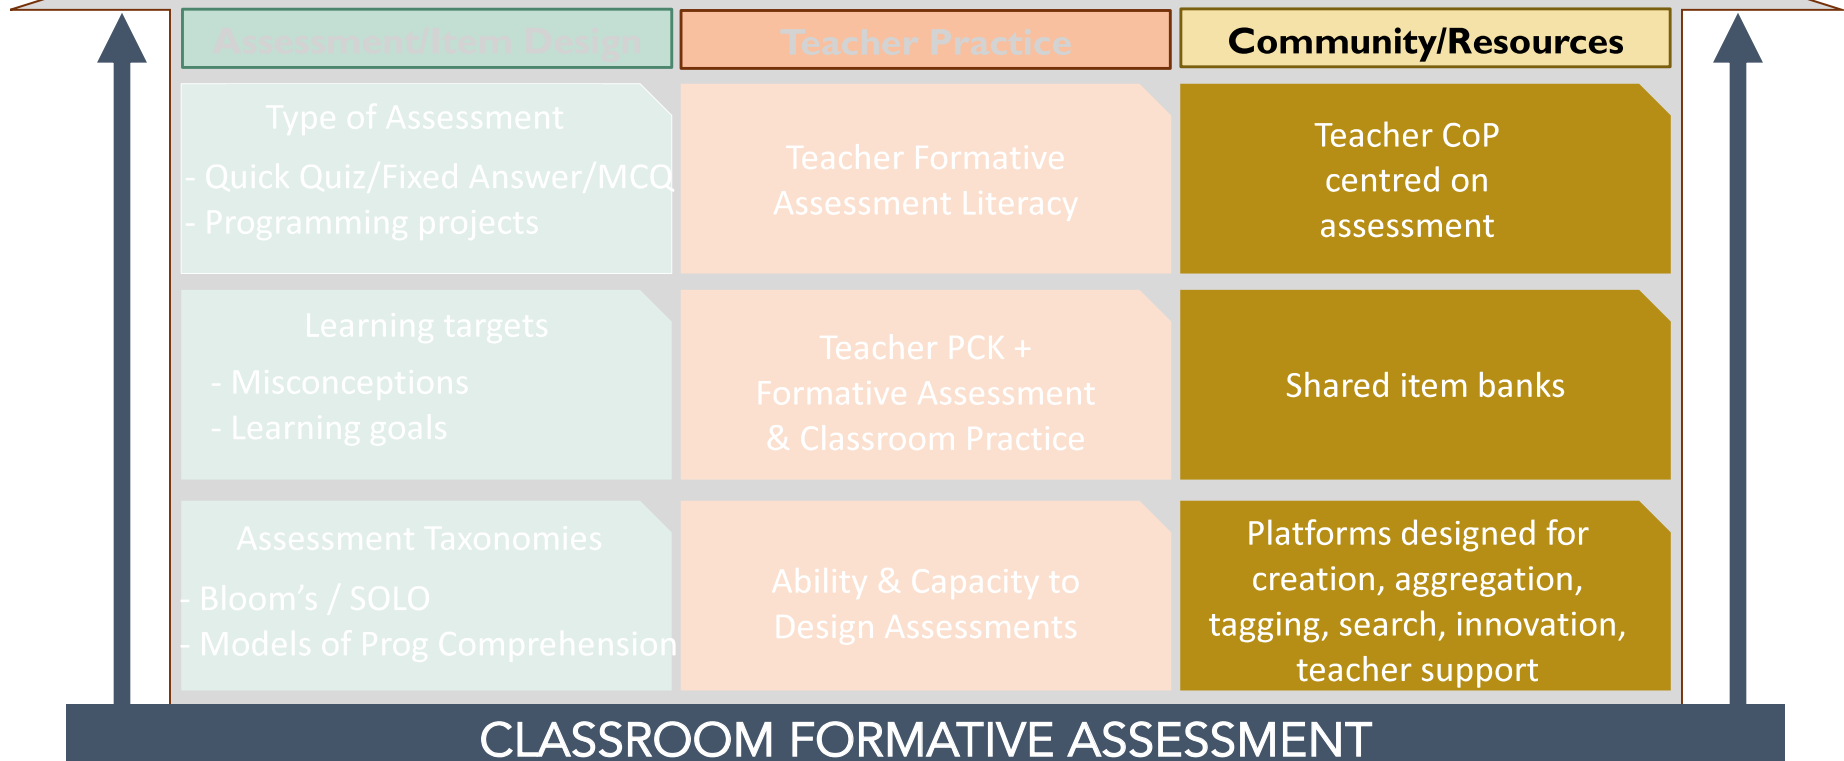 Assessment/Item Design
Teacher Practice
Community/Resources
Type of Assessment
- Quick Quiz/Fixed Answer/MCQ
- Programming projects
Teacher Formative
Assessment Literacy
Teacher CoP
centred on
assessment
Learning targets
- Misconceptions
- Learning goals
Teacher PCK +
Formative Assessment
& Classroom Practice
Shared item banks
Assessment Taxonomies
- Bloom’s / SOLO
- Models of Prog Comprehension
Ability & Capacity to
Design Assessments
Platforms designed for
creation, aggregation,
tagging, search, innovation,
teacher support
CLASSROOM FORMATIVE ASSESSMENT